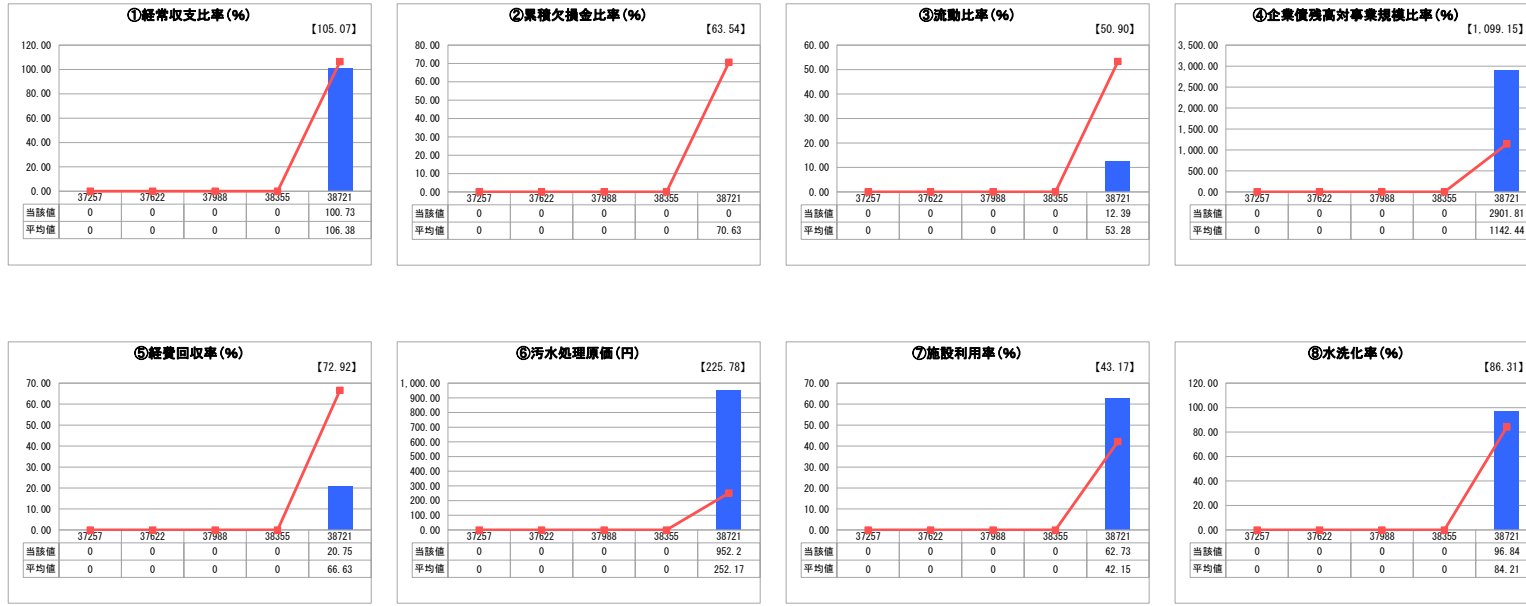 ①経常収支比率(%)
【105.07】
120.00
100.00
80.00
60.00
40.00
20.00
0.00
37257 37622 37988 38355 38721
当該値 0 0 0 0 100.73
平均値 0 0 0 0 106.38
②累積欠損金比率(%)
【63.54】
80.00
70.00
60.00
50.00
40.00
30.00
20.00
10.00
0.00
37257 37622 37988 38355 38721
当該値 0 0 0 0 0
平均値 0 0 0 0 70.63
③流動比率(%)
【50.90】
60.00
50.00
40.00
30.00
20.00
10.00
0.00
37257 37622 37988 38355 38721
当該値 0 0 0 0 12.39
平均値 0 0 0 0 53.28
④企業債残高対事業規模比率(%)
【1,099.15】
3,500.00
3,000.00
2,500.00
2,000.00
1,500.00
1,000.00
500.00
0.00
37257 37622 37988 38355 38721
当該値 0 0 0 0 2901.81
平均値 0 0 0 0 1142.44
⑤経費回収率(%)
【72.92】
70.00
60.00
50.00
40.00
30.00
20.00
10.00
0.00
37257 37622 37988 38355 38721
当該値 0 0 0 0 20.75
平均値 0 0 0 0 66.63
⑥汚水処理原価(円)
【225.78】
1,000.00
900.00
800.00
700.00
600.00
500.00
400.00
300.00
200.00
100.00
0.00
37257 37622 37988 38355 38721
当該値 0 0 0 0 952.2
平均値 0 0 0 0 252.17
⑦施設利用率(%)
【43.17】
70.00
60.00
50.00
40.00
30.00
20.00
10.00
0.00
37257 37622 37988 38355 38721
当該値 0 0 0 0 62.73
平均値 0 0 0 0 42.15
⑧水洗化率(%)
【86.31】
120.00
100.00
80.00
60.00
40.00
20.00
0.00
37257 37622 37988 38355 38721
当該値 0 0 0 0 96.84
平均値 0 0 0 0 84.21